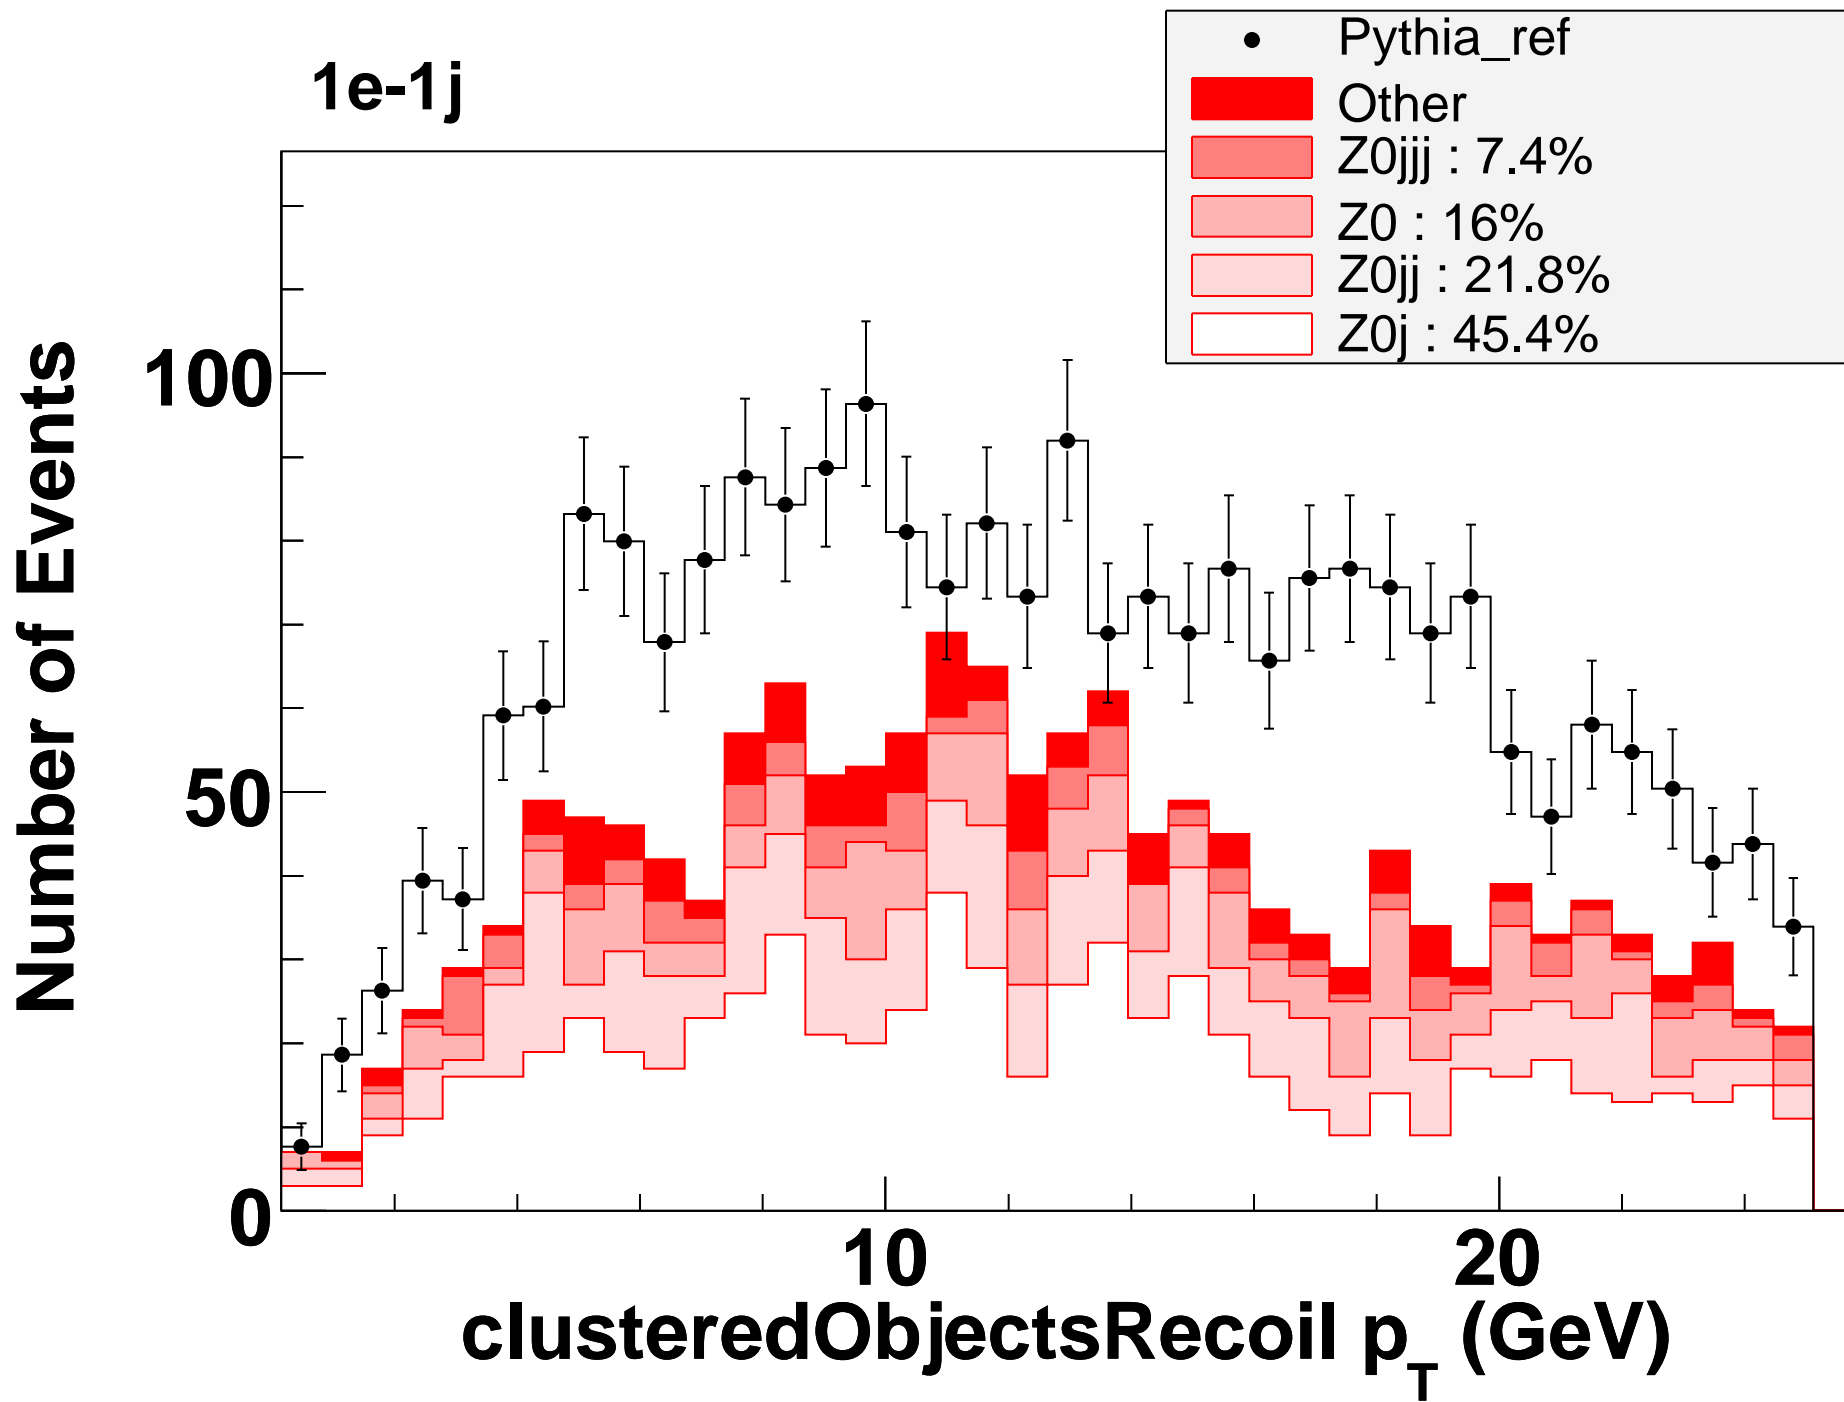 1e-1j
Pythia_ref
Other
Z0jjj : 7.4%
Z0 : 16%
Z0jj : 21.8%
Z0j : 45.4%
Number of Events
100
50
0
10
20
clusteredObjectsRecoil p_T (GeV)